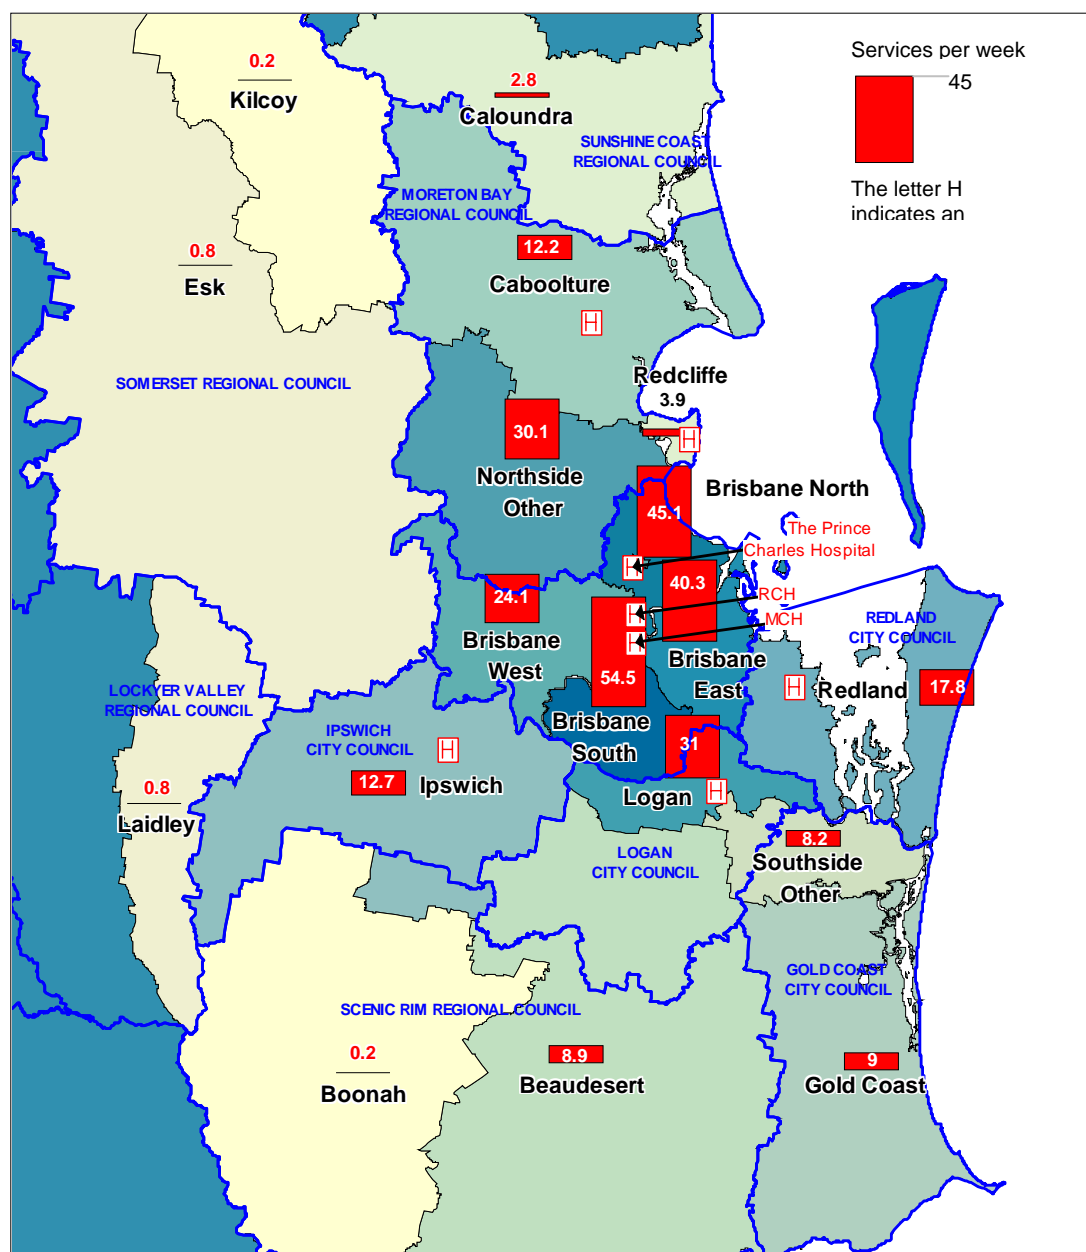 Services per week
45
The letter H
indicates an
0.2
Kilcoy
2.8
Caloundra
SUNSHINE COAST
REGIONAL COUNCIL
MORETON BAY
REGIONAL COUNCIL
12.2
Caboolture
H
0.8
Esk
SOMERSET REGIONAL COUNCIL
Redcliffe
3.9
H
30.1
Northside
Other
Brisbane North
45.1
The Prince
Charles Hospital
H
40.3
RCH
H
MCH
H
24.1
Brisbane
West
54.5
Brisbane
East
REDLAND
CITY COUNCIL
H
Redland
17.8
LOCKYER VALLEY
REGIONAL COUNCIL
IPSWICH
CITY COUNCIL
H
12.7
Ipswich
Brisbane
South
31
Logan
H
0.8
Laidley
8.2
Southside
Other
LOGAN
CITY COUNCIL
GOLD COAST
CITY COUNCIL
SCENIC RIM REGIONAL COUNCIL
0.2
Boonah
8.9
Beaudesert
9
Gold Coast